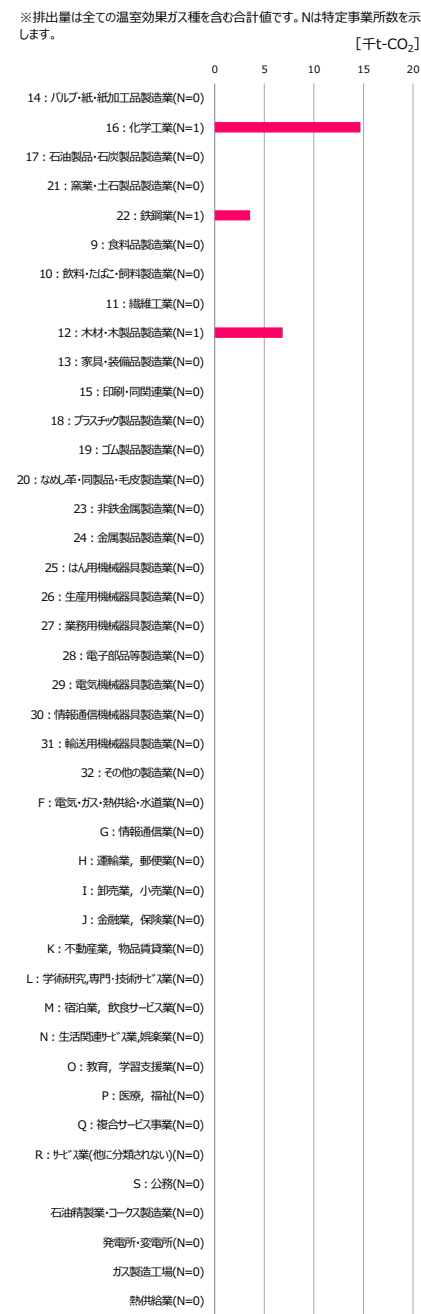 ※排出量は全ての温室効果ガス種を含む合計値です。Nは特定事業所数を示
します。
[千t-CO₂]
0 5 10 15 20
14：パルプ・紙・紙加工品製造業(N=0)
16：化学工業(N=1)
17：石油製品・石炭製品製造業(N=0)
21：窯業・土石製品製造業(N=0)
22：鉄鋼業(N=1)
9：食料品製造業(N=0)
10：飲料・たばこ・飼料製造業(N=0)
11：繊維工業(N=0)
12：木材・木製品製造業(N=1)
13：家具・装備品製造業(N=0)
15：印刷・同関連業(N=0)
18：プラスチック製品製造業(N=0)
19：ゴム製品製造業(N=0)
20：なめし革・同製品・毛皮製造業(N=0)
23：非鉄金属製造業(N=0)
24：金属製品製造業(N=0)
25：はん用機械器具製造業(N=0)
26：生産用機械器具製造業(N=0)
27：業務用機械器具製造業(N=0)
28：電子部品等製造業(N=0)
29：電気機械器具製造業(N=0)
30：情報通信機械器具製造業(N=0)
31：輸送用機械器具製造業(N=0)
32：その他の製造業(N=0)
F：電気・ガス・熱供給・水道業(N=0)
G：情報通信業(N=0)
H：運輸業，郵便業(N=0)
I：卸売業，小売業(N=0)
J：金融業，保険業(N=0)
K：不動産業，物品賃貸業(N=0)
L：学術研究,専門・技術ｻｰﾋﾞｽ業(N=0)
M：宿泊業，飲食サービス業(N=0)
N：生活関連ｻｰﾋﾞｽ業,娯楽業(N=0)
O：教育，学習支援業(N=0)
P：医療，福祉(N=0)
Q：複合サービス事業(N=0)
R：ｻｰﾋﾞｽ業(他に分類されない)(N=0)
S：公務(N=0)
石油精製業・コークス製造業(N=0)
発電所・変電所(N=0)
ガス製造工場(N=0)
熱供給業(N=0)